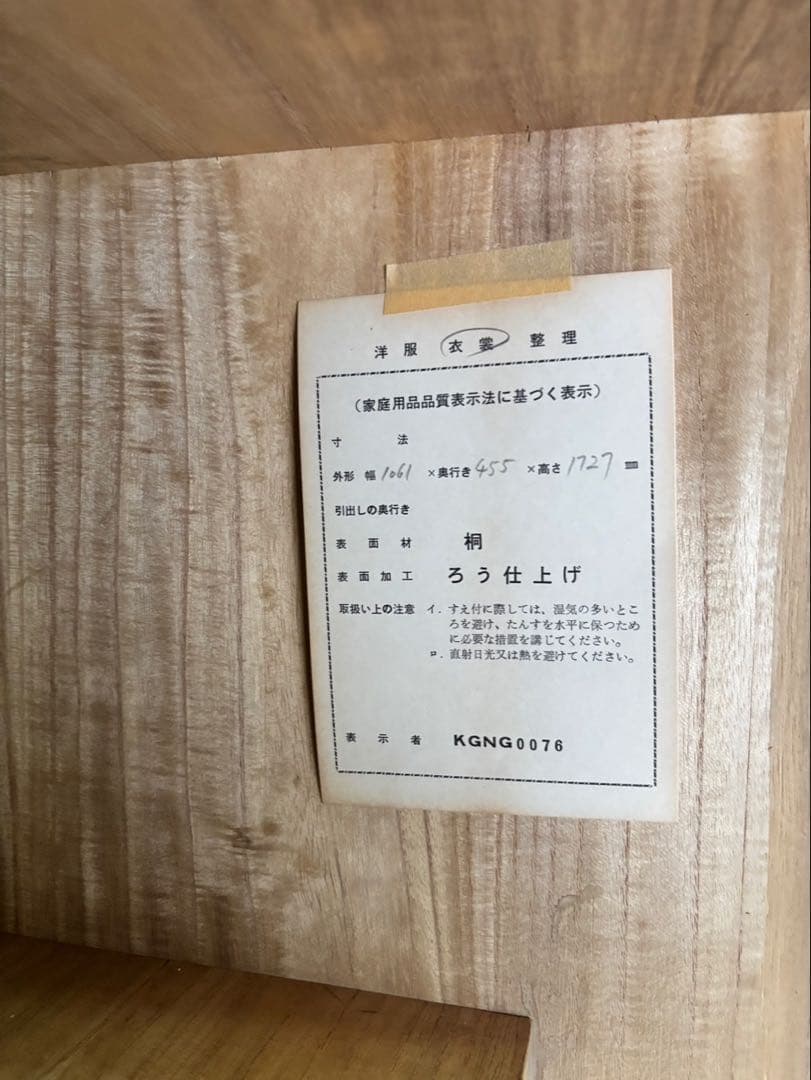 洋服 衣裳 整理
(家庭用品品質表示法に基づく表示)
寸法
外形 幅 1061 ×奥行き 455 ×高さ 1727 ㎜
引出しの奥行き
表面材 桐
表面加工 ろう仕上げ
取扱い上の注意 イ.すえ付に際しては、湿気の多いとこ
ろを避け、たんすを水平に保つため
に必要な措置を講じてください。
ロ.直射日光又は熱を避けてください。
表示者 KGNG0076